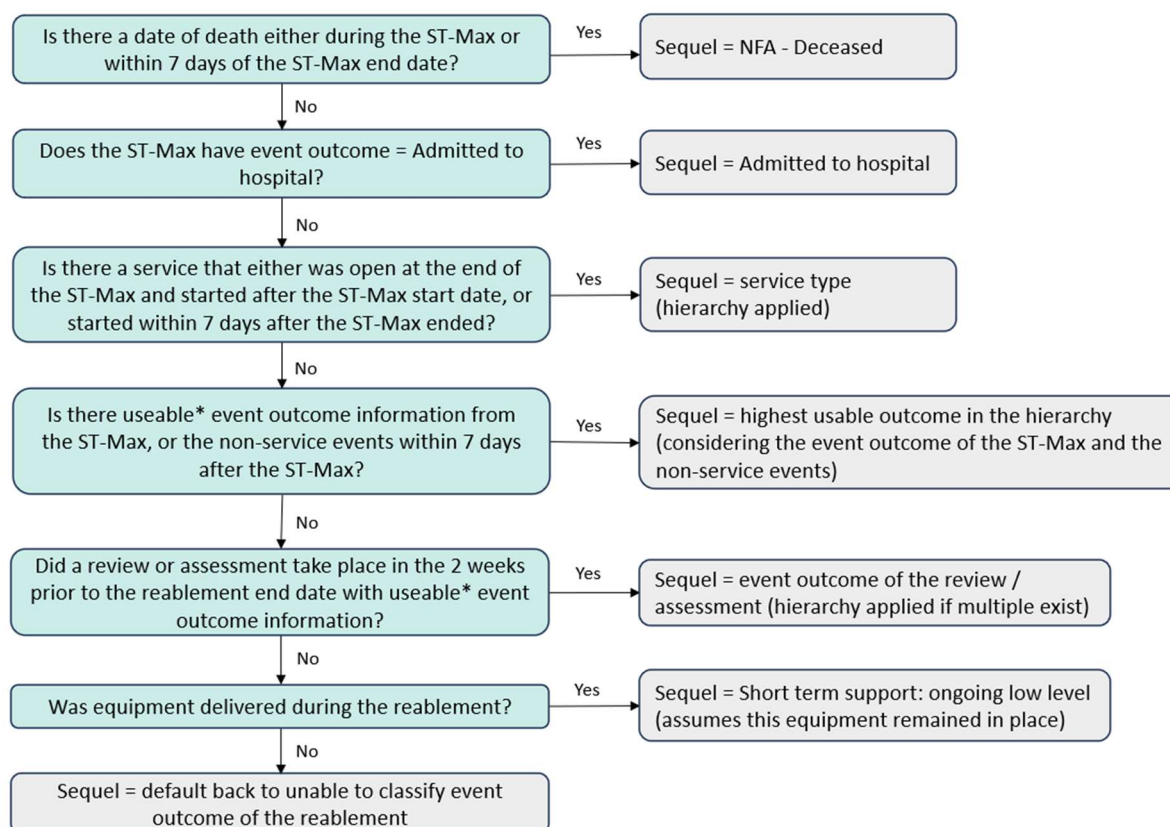 Is there a date of death either during the ST-Max or
within 7 days of the ST-Max end date?
Yes
Sequel = NFA - Deceased
No
Does the ST-Max have event outcome = Admitted to
hospital?
Yes
Sequel = Admitted to hospital
No
Is there a service that either was open at the end of
the ST-Max and started after the ST-Max start date, or
started within 7 days after the ST-Max ended?
Yes
Sequel = service type
(hierarchy applied)
No
Is there useable* event outcome information from
the ST-Max, or the non-service events within 7 days
after the ST-Max?
Yes
Sequel = highest usable outcome in the hierarchy
(considering the event outcome of the ST-Max and the
non-service events)
No
Did a review or assessment take place in the 2 weeks
prior to the reablement end date with useable* event
outcome information?
Yes
Sequel = event outcome of the review /
assessment (hierarchy applied if multiple exist)
No
Was equipment delivered during the reablement?
Yes
Sequel = Short term support: ongoing low level
(assumes this equipment remained in place)
No
Sequel = default back to unable to classify event
outcome of the reablement